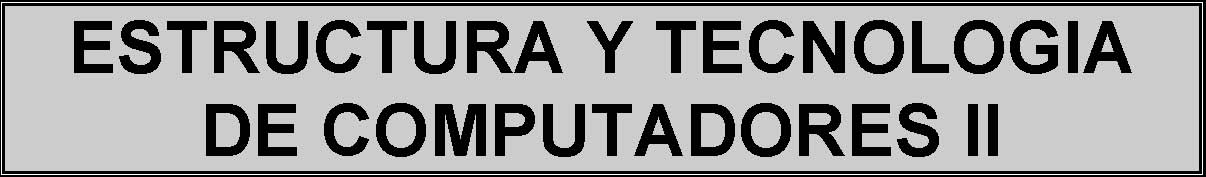 ESTRUCTURA Y TECNOLOGIA
DE COMPUTADORES II